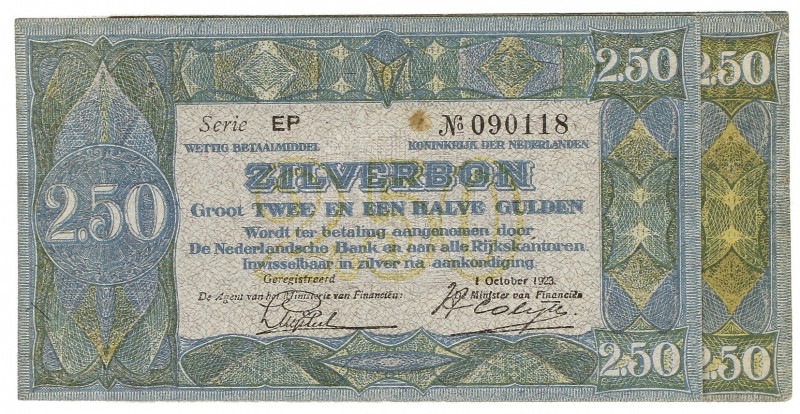 2.50 2.50
Serie EP № 090118
WETTIG BETAALMIDDEL KONINKRIJK DER NEDERLANDEN
ZILVERBON
2.50
Groot TWEE EN EEN HALVE GULDEN
Wordt ter betaling aangenomen door
De Nederlandsche Bank en aan alle Rijkskantoren.
Inwisselbaar in zilver na aankondiging
Geregistreerd 1 October 1923.
De Agent van het Ministerie van Financiën: De Minister van Financiën
2.50 2.50